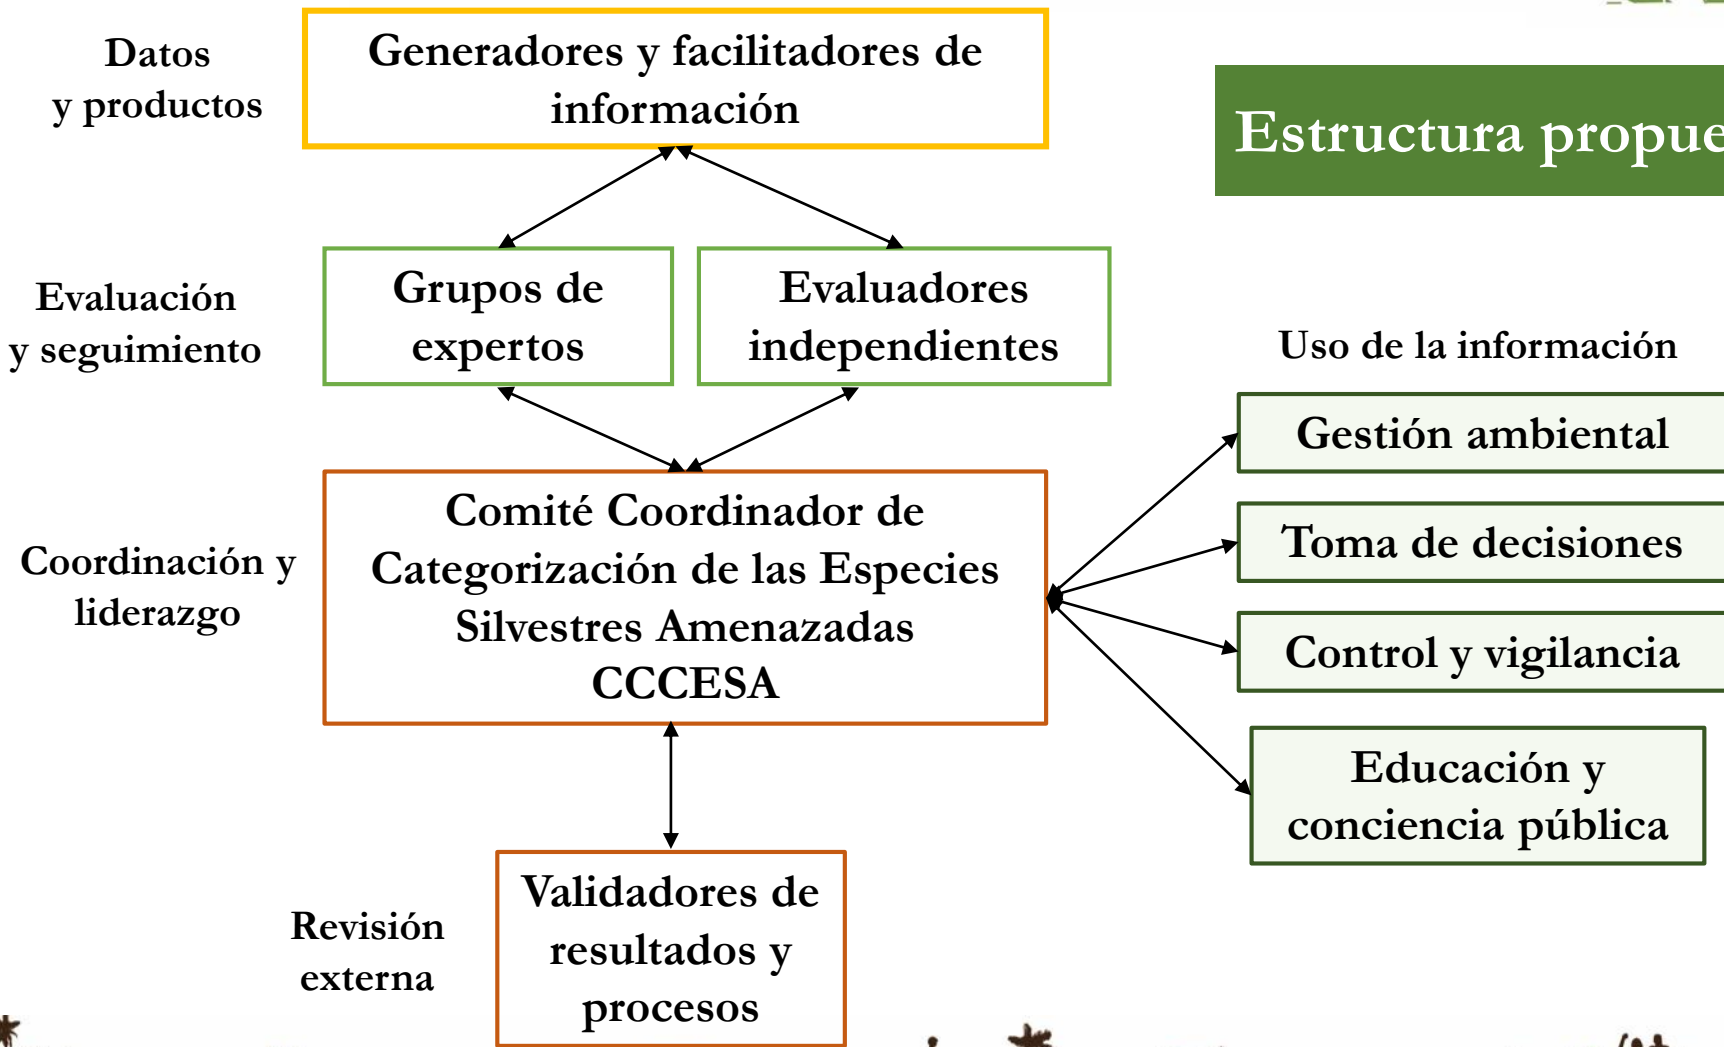 Datos
y productos
Generadores y facilitadores de
información
Estructura
Evaluación
y seguimiento
Grupos de
expertos
Evaluadores
independientes
Uso de la información
Gestión ambiental
Toma de decisiones
Control y vigilancia
Educación y
conciencia pública
Coordinación y
liderazgo
Comité Coordinador de
Categorización de las Especies
Silvestres Amenazadas
CCCESA
Revisión
externa
Validadores de
resultados y
procesos